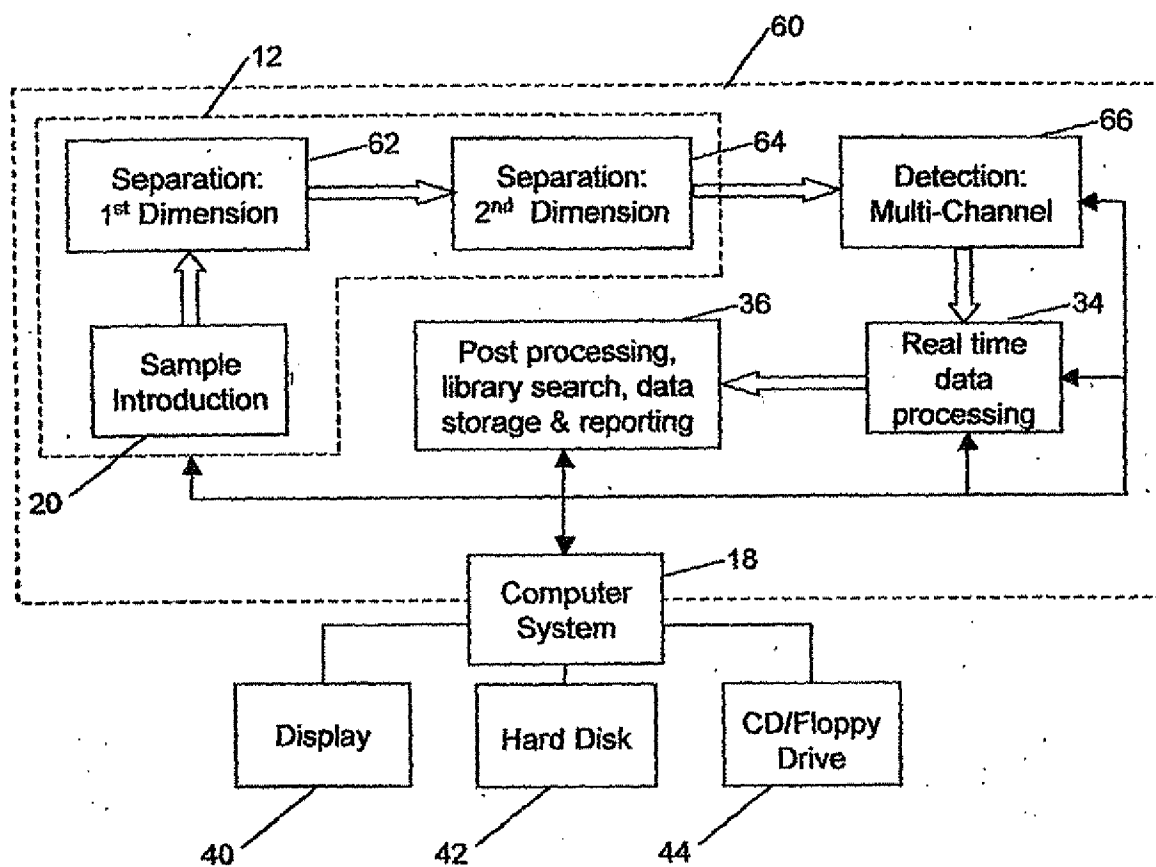 12
60
62
64
66
Separation:
1st Dimension
Separation:
2nd Dimension
Detection:
Multi-Channel
36
34
Sample
Introduction
Post processing,
library search, data
storage & reporting
Real time
data
processing
20
18
Computer
System
Display
Hard Disk
CD/Floppy
Drive
40
42
44